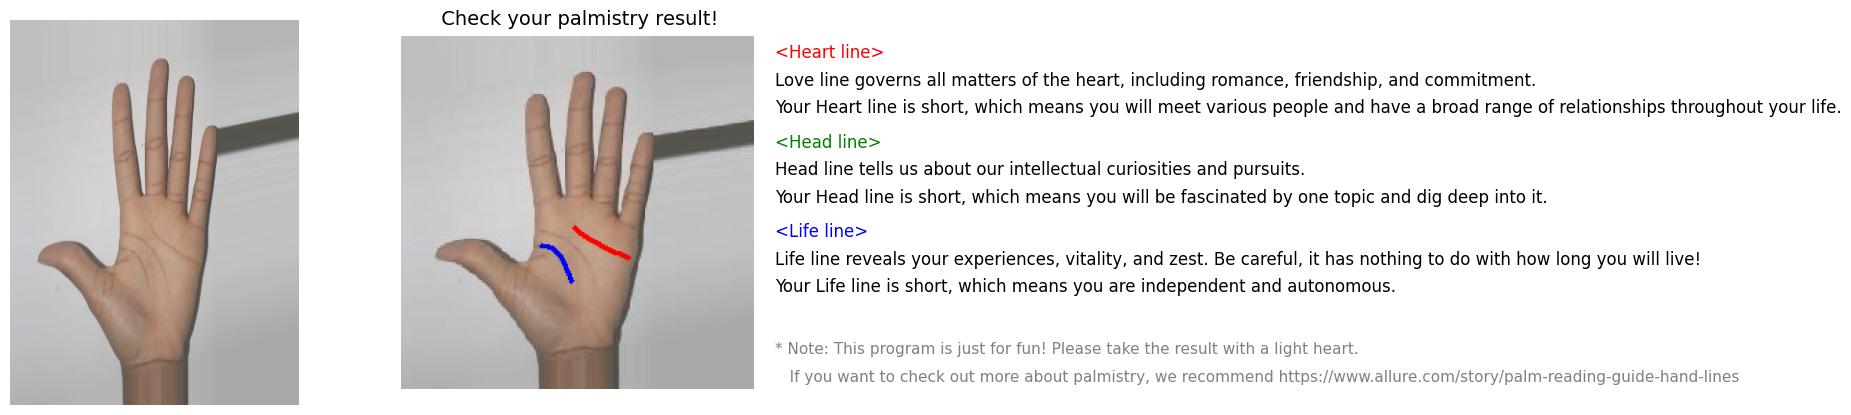 Check your palmistry result!
<Heart line>
Love line governs all matters of the heart, including romance, friendship, and commitment.
Your Heart line is short, which means you will meet various people and have a broad range of relationships throughout your life.
<Head line>
Head line tells us about our intellectual curiosities and pursuits.
Your Head line is short, which means you will be fascinated by one topic and dig deep into it.
<Life line>
Life line reveals your experiences, vitality, and zest. Be careful, it has nothing to do with how long you will live!
Your Life line is short, which means you are independent and autonomous.
* Note: This program is just for fun! Please take the result with a light heart.
If you want to check out more about palmistry, we recommend https://www.allure.com/story/palm-reading-guide-hand-lines